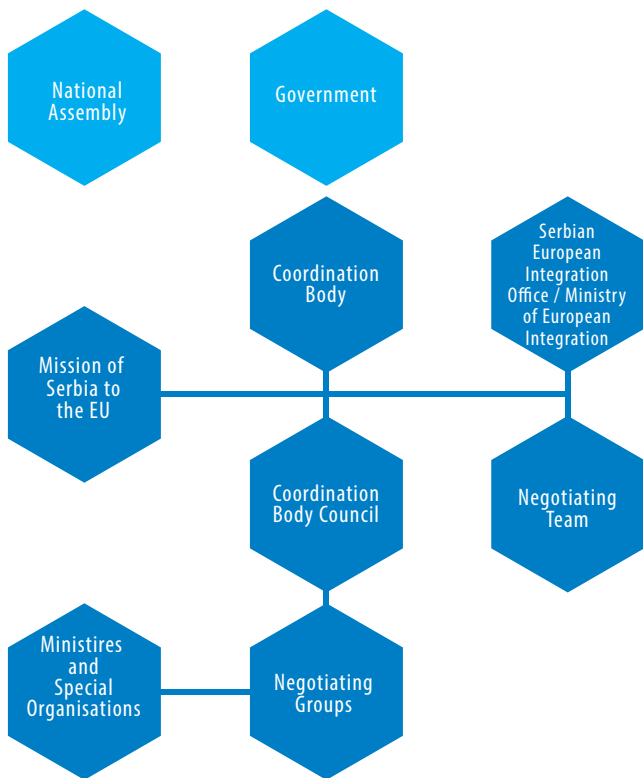 National
Assembly
Government
Coordination
Body
Serbian
European
Integration
Office / Ministry
of European
Integration
Mission of
Serbia to
the EU
Coordination
Body Council
Negotiating
Team
Ministires
and
Special
Organisations
Negotiating
Groups